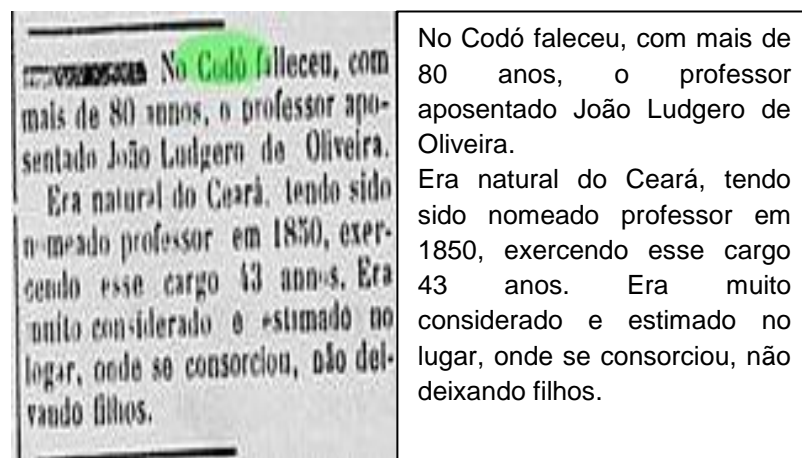 No Codó falleceu, com
mais de 80 annos, o professor apo-
sentado João Ludgero de Oliveira.
Era natural do Ceará, tendo sido
nomeado professor em 1850, exer-
cendo esse cargo 43 annos. Era
muito considerado e estimado no
logar, onde se consorciou, não dei-
xando filhos.
No Codó faleceu, com mais de
80 anos, o professor
aposentado João Ludgero de
Oliveira.
Era natural do Ceará, tendo
sido nomeado professor em
1850, exercendo esse cargo
43 anos. Era muito
considerado e estimado no
lugar, onde se consorciou, não
deixando filhos.